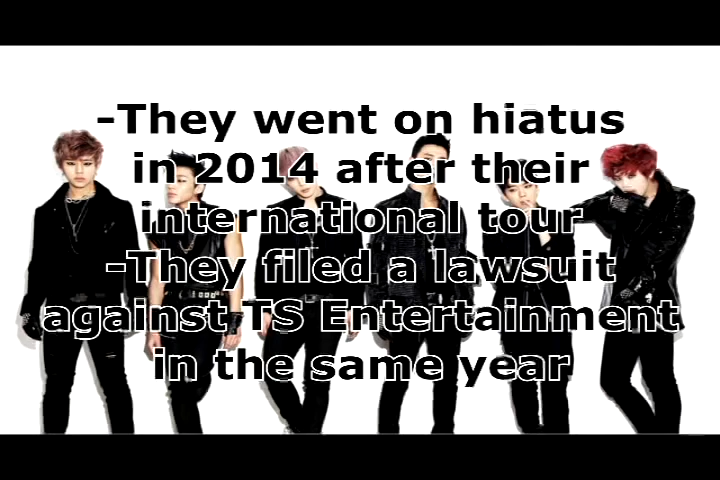 -They went on hiatus
in 2014 after their
international tour
-They filed a lawsuit
against TS Entertainment
in the same year